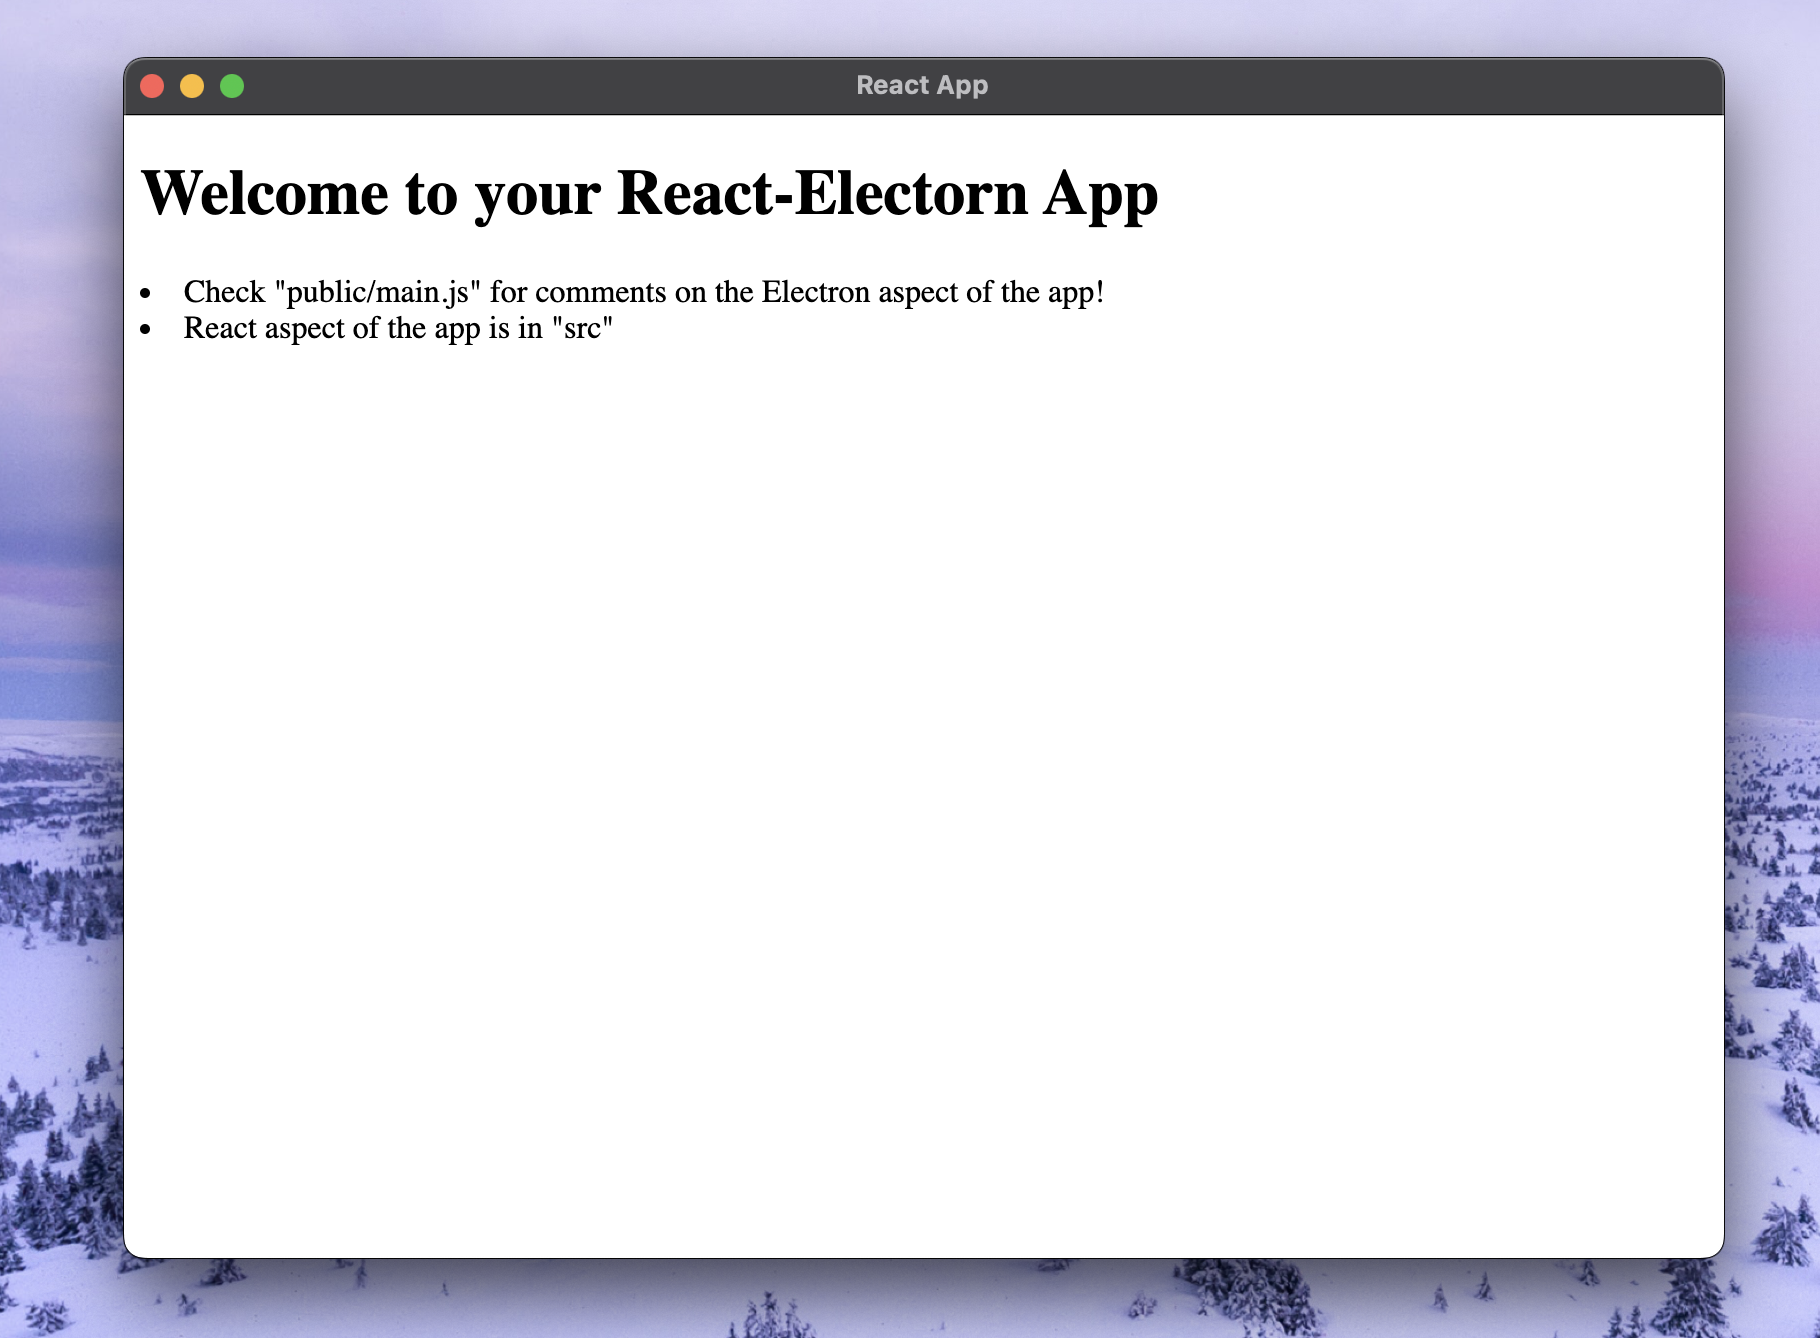 React App
Welcome to your React-Electorn App
Check "public/main.js" for comments on the Electron aspect of the app!
React aspect of the app is in "src"